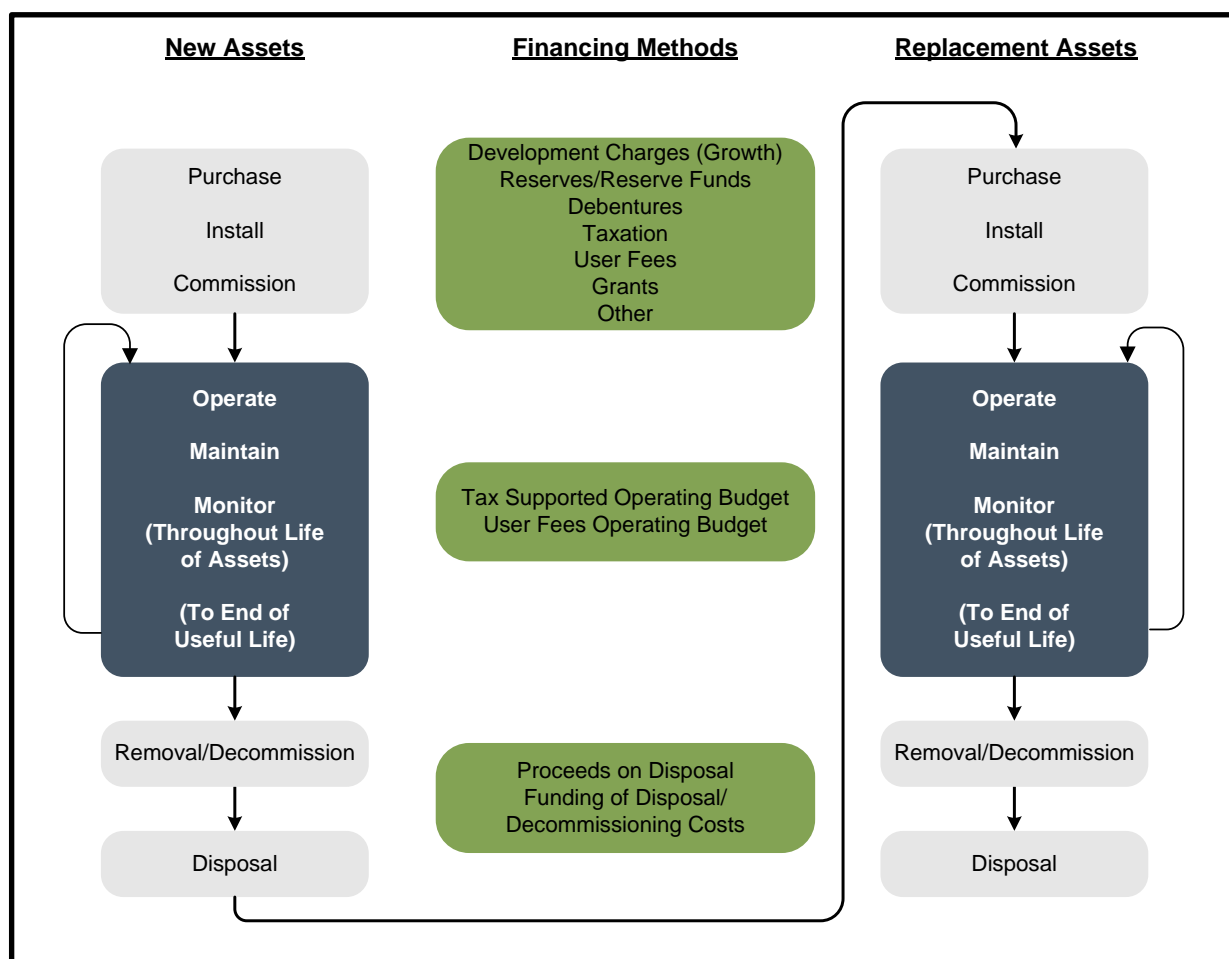 New Assets
Purchase
Install
Commission
Operate
Maintain
Monitor
(Throughout Life
of Assets)
(To End of
Useful Life)
Removal/Decommission
Disposal
Financing Methods
Development Charges (Growth)
Reserves/Reserve Funds
Debentures
Taxation
User Fees
Grants
Other
Tax Supported Operating Budget
User Fees Operating Budget
Proceeds on Disposal
Funding of Disposal/
Decommissioning Costs
Replacement Assets
Purchase
Install
Commission
Operate
Maintain
Monitor
(Throughout Life
of Assets)
(To End of
Useful Life)
Removal/Decommission
Disposal